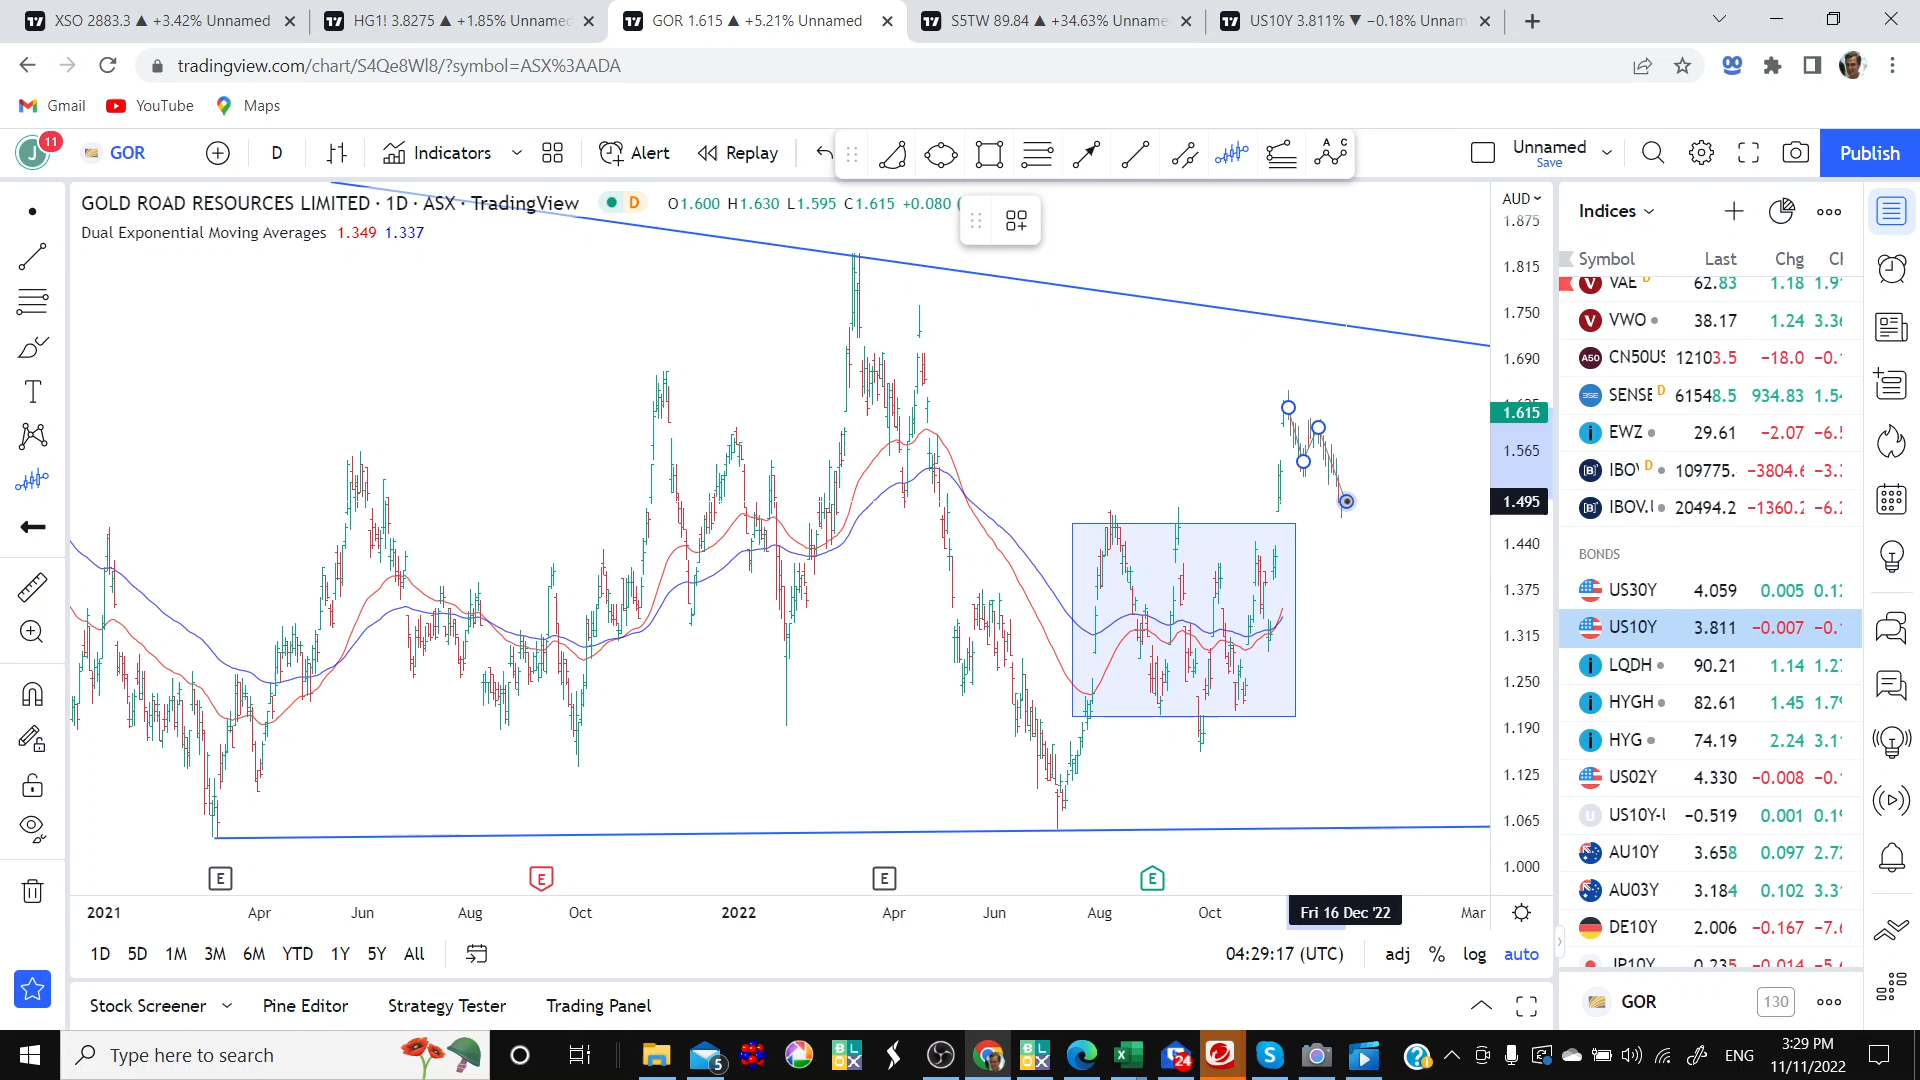 XSO 2883.3 ▲ +3.42% Unnamed
HG1! 3.8275 ▲ +1.85% Unnamed
GOR 1.615 ▲ +5.21% Unnamed
S5TW 89.84 ▲ +34.63% Unname
US10Y 3.811% ▼ −0.18% Unnam
tradingview.com/chart/S4Qe8Wl8/?symbol=ASX%3AADA
Gmail YouTube Maps
J 11 GOR D Indicators Alert Replay Unnamed Save Publish
GOLD ROAD RESOURCES LIMITED · 1D · ASX · TradingView D O1.600 H1.630 L1.595 C1.615 +0.080
Dual Exponential Moving Averages 1.349 1.337
AUD
1.875
1.815
1.750
1.690
1.615
1.565
1.495
1.440
1.375
1.315
1.250
1.190
1.125
1.065
1.000
E E E E
2021 Apr Jun Aug Oct 2022 Apr Jun Aug Oct Fri 16 Dec '22 Mar
1D 5D 1M 3M 6M YTD 1Y 5Y All 04:29:17 (UTC) adj % log auto
Stock Screener Pine Editor Strategy Tester Trading Panel
Indices
Symbol Last Chg
VAE D 62.83 1.18
VWO 38.17 1.24 3.36
CN50US 12103.5 −18.0
SENSE D 61548.5 934.83
EWZ 29.61 −2.07
109775. −3804.6
IBOV.U 20494.2 −1360.2
BONDS
US30Y 4.059 0.005
US10Y 3.811 −0.007
LQDH 90.21 1.14
HYGH 82.61 1.45
HYG 74.19 2.24
US02Y 4.330 −0.008
US10Y-U −0.519 0.001
AU10Y 3.658 0.097
AU03Y 3.184 0.102
DE10Y 2.006 −0.167
JP10Y 0.235 −0.014
GOR 130
Type here to search
5
24
ENG
3:29 PM
11/11/2022